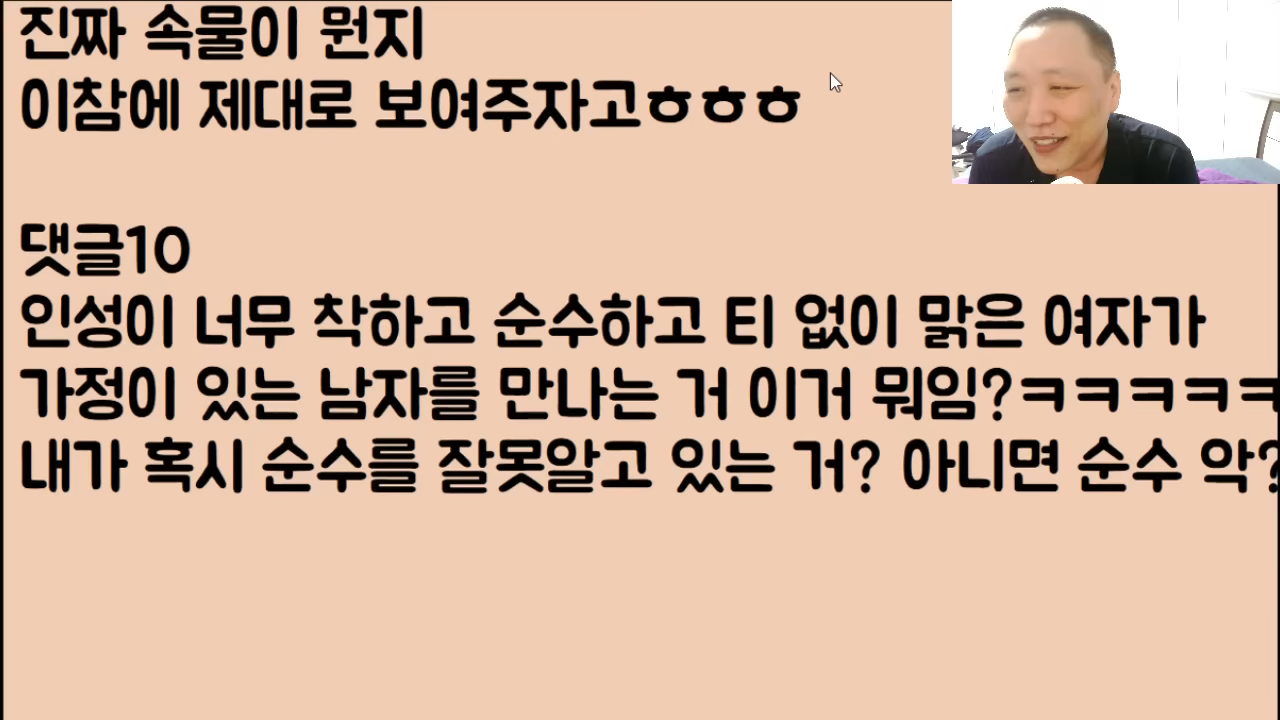 진짜 속물이 뭔지
이참에 제대로 보여주자고ㅎㅎㅎ
댓글10
인성이 너무 착하고 순수하고 티 없이 맑은 여자가
가정이 있는 남자를 만나는 거 이거 뭐임?ㅋㅋㅋㅋㅋ
내가 혹시 순수를 잘못알고 있는 거? 아니면 순수 악?